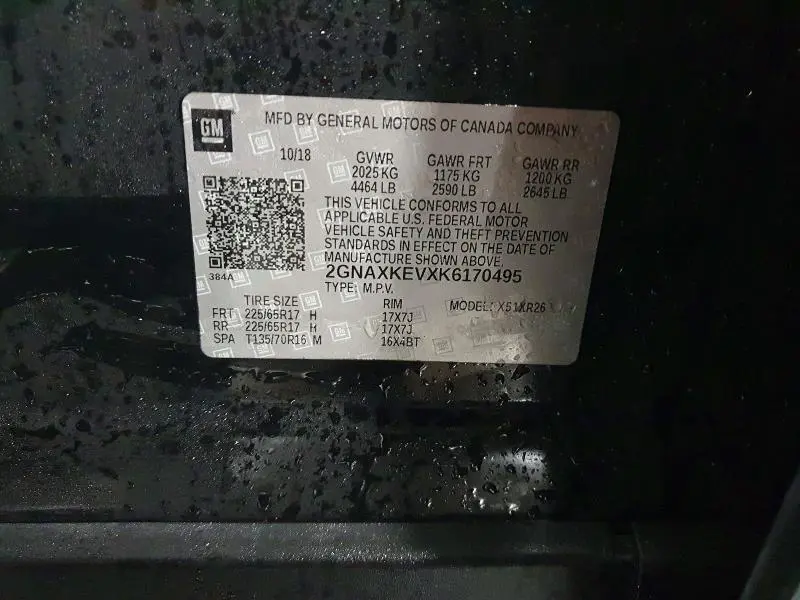 GM
MFD BY GENERAL MOTORS OF CANADA COMPANY
10/18 GVWR GAWR FRT GAWR RR
2025 KG 1175 KG 1200 KG
4464 LB 2590 LB 2645 LB
THIS VEHICLE CONFORMS TO ALL
APPLICABLE U.S. FEDERAL MOTOR
VEHICLE SAFETY AND THEFT PREVENTION
STANDARDS IN EFFECT ON THE DATE OF
MANUFACTURE SHOWN ABOVE.
384A
2GNAXKEVXK6170495
TYPE: M.P.V.
TIRE SIZE RIM MODEL:
FRT 225/65R17 H 17X7J
RR 225/65R17 H 17X7J
SPA T135/70R16 M 16X4BT